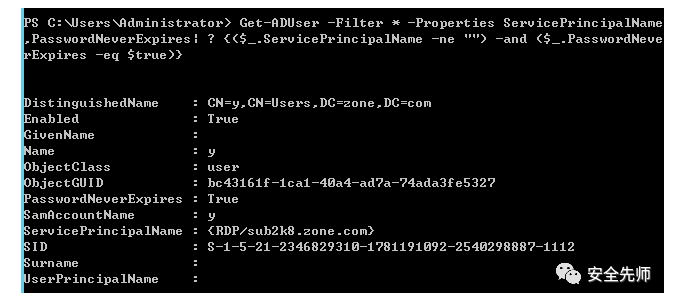 PS C:\Users\Administrator> Get-ADUser -Filter * -Properties ServicePrincipalName
,PasswordNeverExpires| ? {($_.ServicePrincipalName -ne "") -and ($_.PasswordNeve
rExpires -eq $true)}
DistinguishedName : CN=y,CN=Users,DC=zone,DC=com
Enabled : True
GivenName :
Name : y
ObjectClass : user
ObjectGUID : bc43161f-1ca1-40a4-ad7a-74ada3fe5327
PasswordNeverExpires : True
SamAccountName : y
ServicePrincipalName : {RDP/sub2k8.zone.com}
SID : S-1-5-21-2346829310-1781191092-2540298887-1112
Surname :
UserPrincipalName :
安全先师